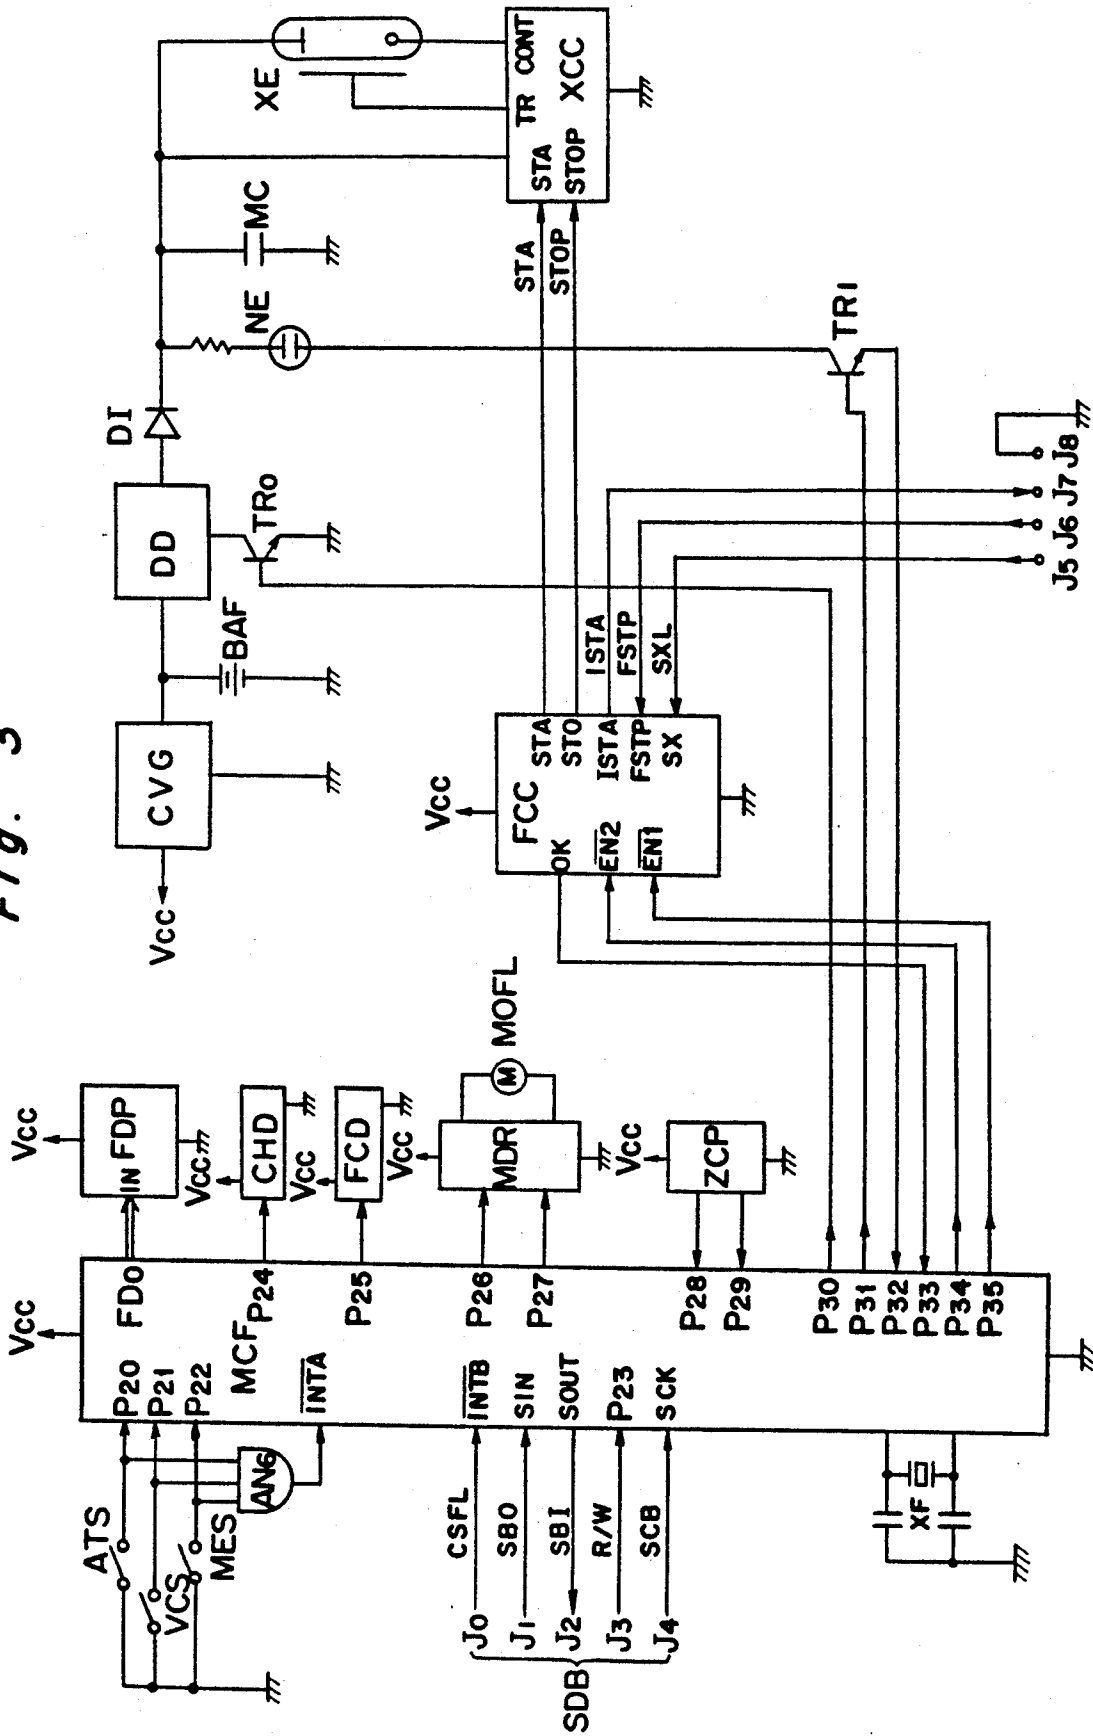 Fig. 3
Vcc
CVG
BAF
DD
TR0
DI
NE
MC
XE
TR CONT
STA
STOP XCC
STA
STOP
TR1
Vcc
FCC
OK
EN2
EN1
STA
STO
ISTA
FSTP
SX
ISTA
FSTP
SXL
J5 J6 J7 J8
Vcc
IN FDP
Vcc
CHD
Vcc
FCD
Vcc
MDR
M
MOFL
Vcc
ZCP
Vcc
MCF
P20
P21
P22
INTA
INTB
SIN
SOUT
P23
SCK
FD0
P24
P25
P26
P27
P28
P29
P30
P31
P32
P33
P34
P35
ATS
VCS
MES
AN6
CSFL
SB0
SBI
R/W
SCB
J0
J1
J2
J3
J4
SDB
XF